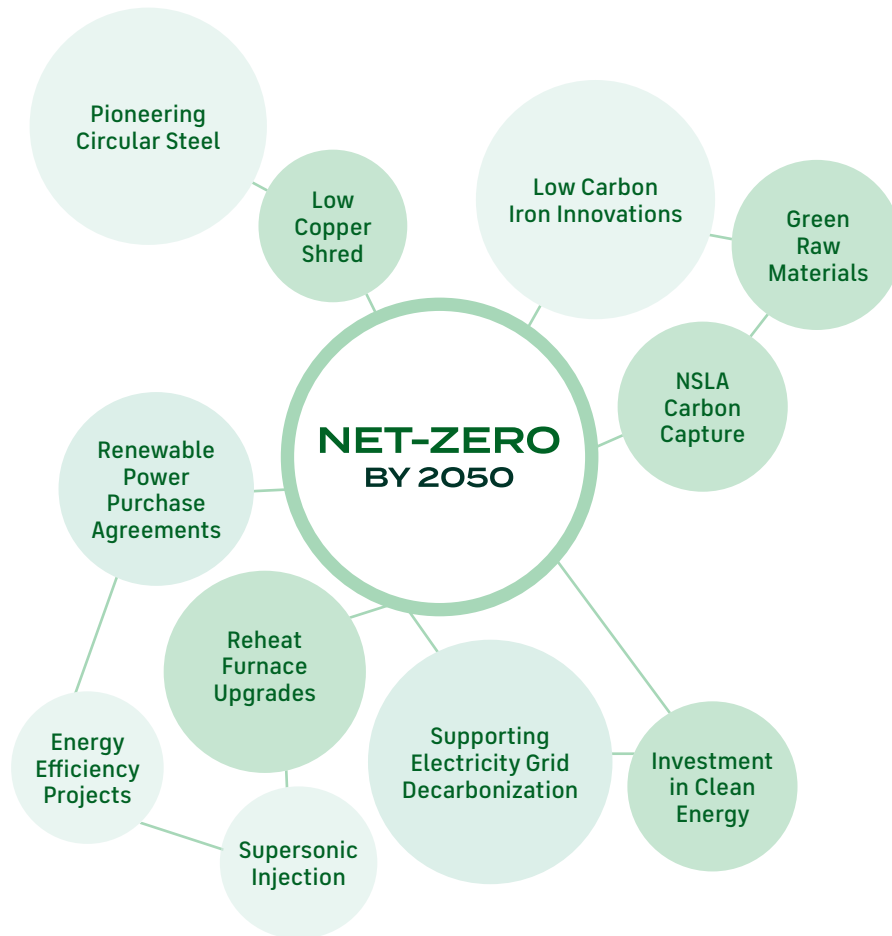 Pioneering
Circular Steel
Low
Copper
Shred
Low Carbon
Iron Innovations
Green
Raw
Materials
NSLA
Carbon
Capture
NET-ZERO
BY 2050
Renewable
Power
Purchase
Agreements
Reheat
Furnace
Upgrades
Supporting
Electricity Grid
Decarbonization
Investment
in Clean
Energy
Energy
Efficiency
Projects
Supersonic
Injection